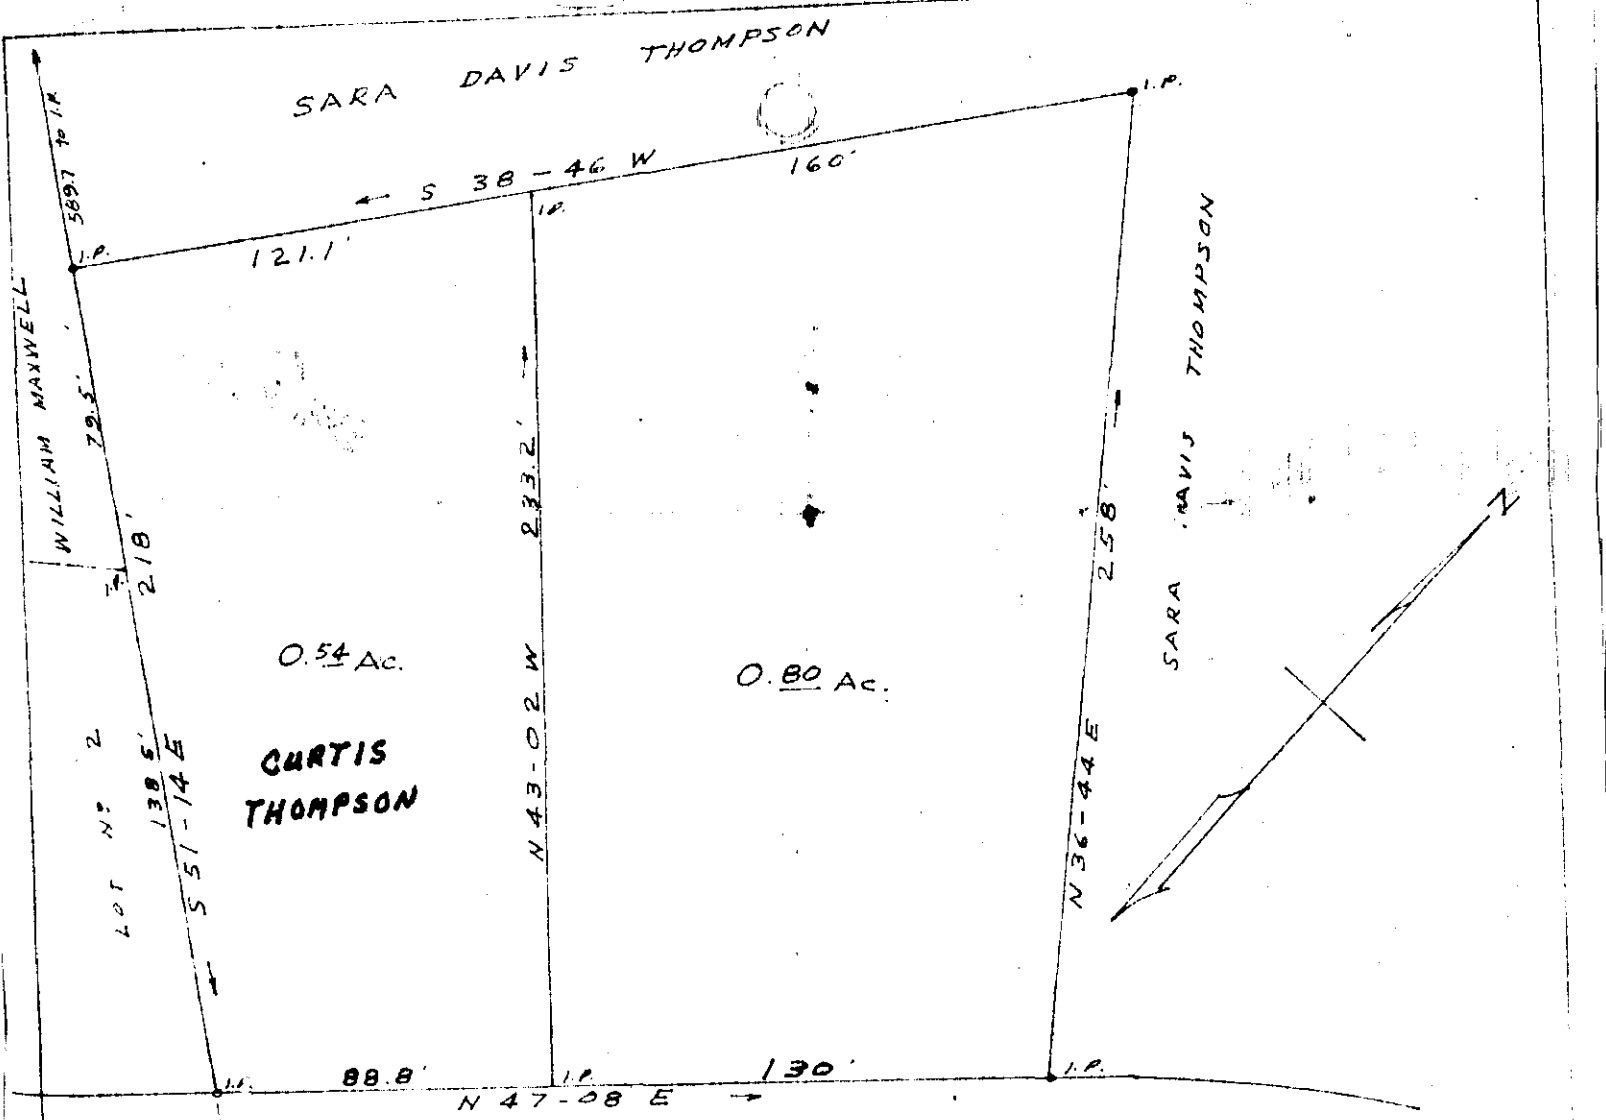 SARA DAVIS THOMPSON
I.P.
589.7 to I.P.
S 38-46 W
160'
I.P.
I.P.
121.1'
WILLIAM MAXWELL
79.5'
218'
233.2'
258'
SARA DAVIS THOMPSON
N
0.54 Ac.
0.80 Ac.
CURTIS
THOMPSON
LOT Nº 2
138.5'
S 51-14 E
N 43-02 W
N 36-44 E
I.P.
88.8'
I.P.
130'
I.P.
N 47-08 E